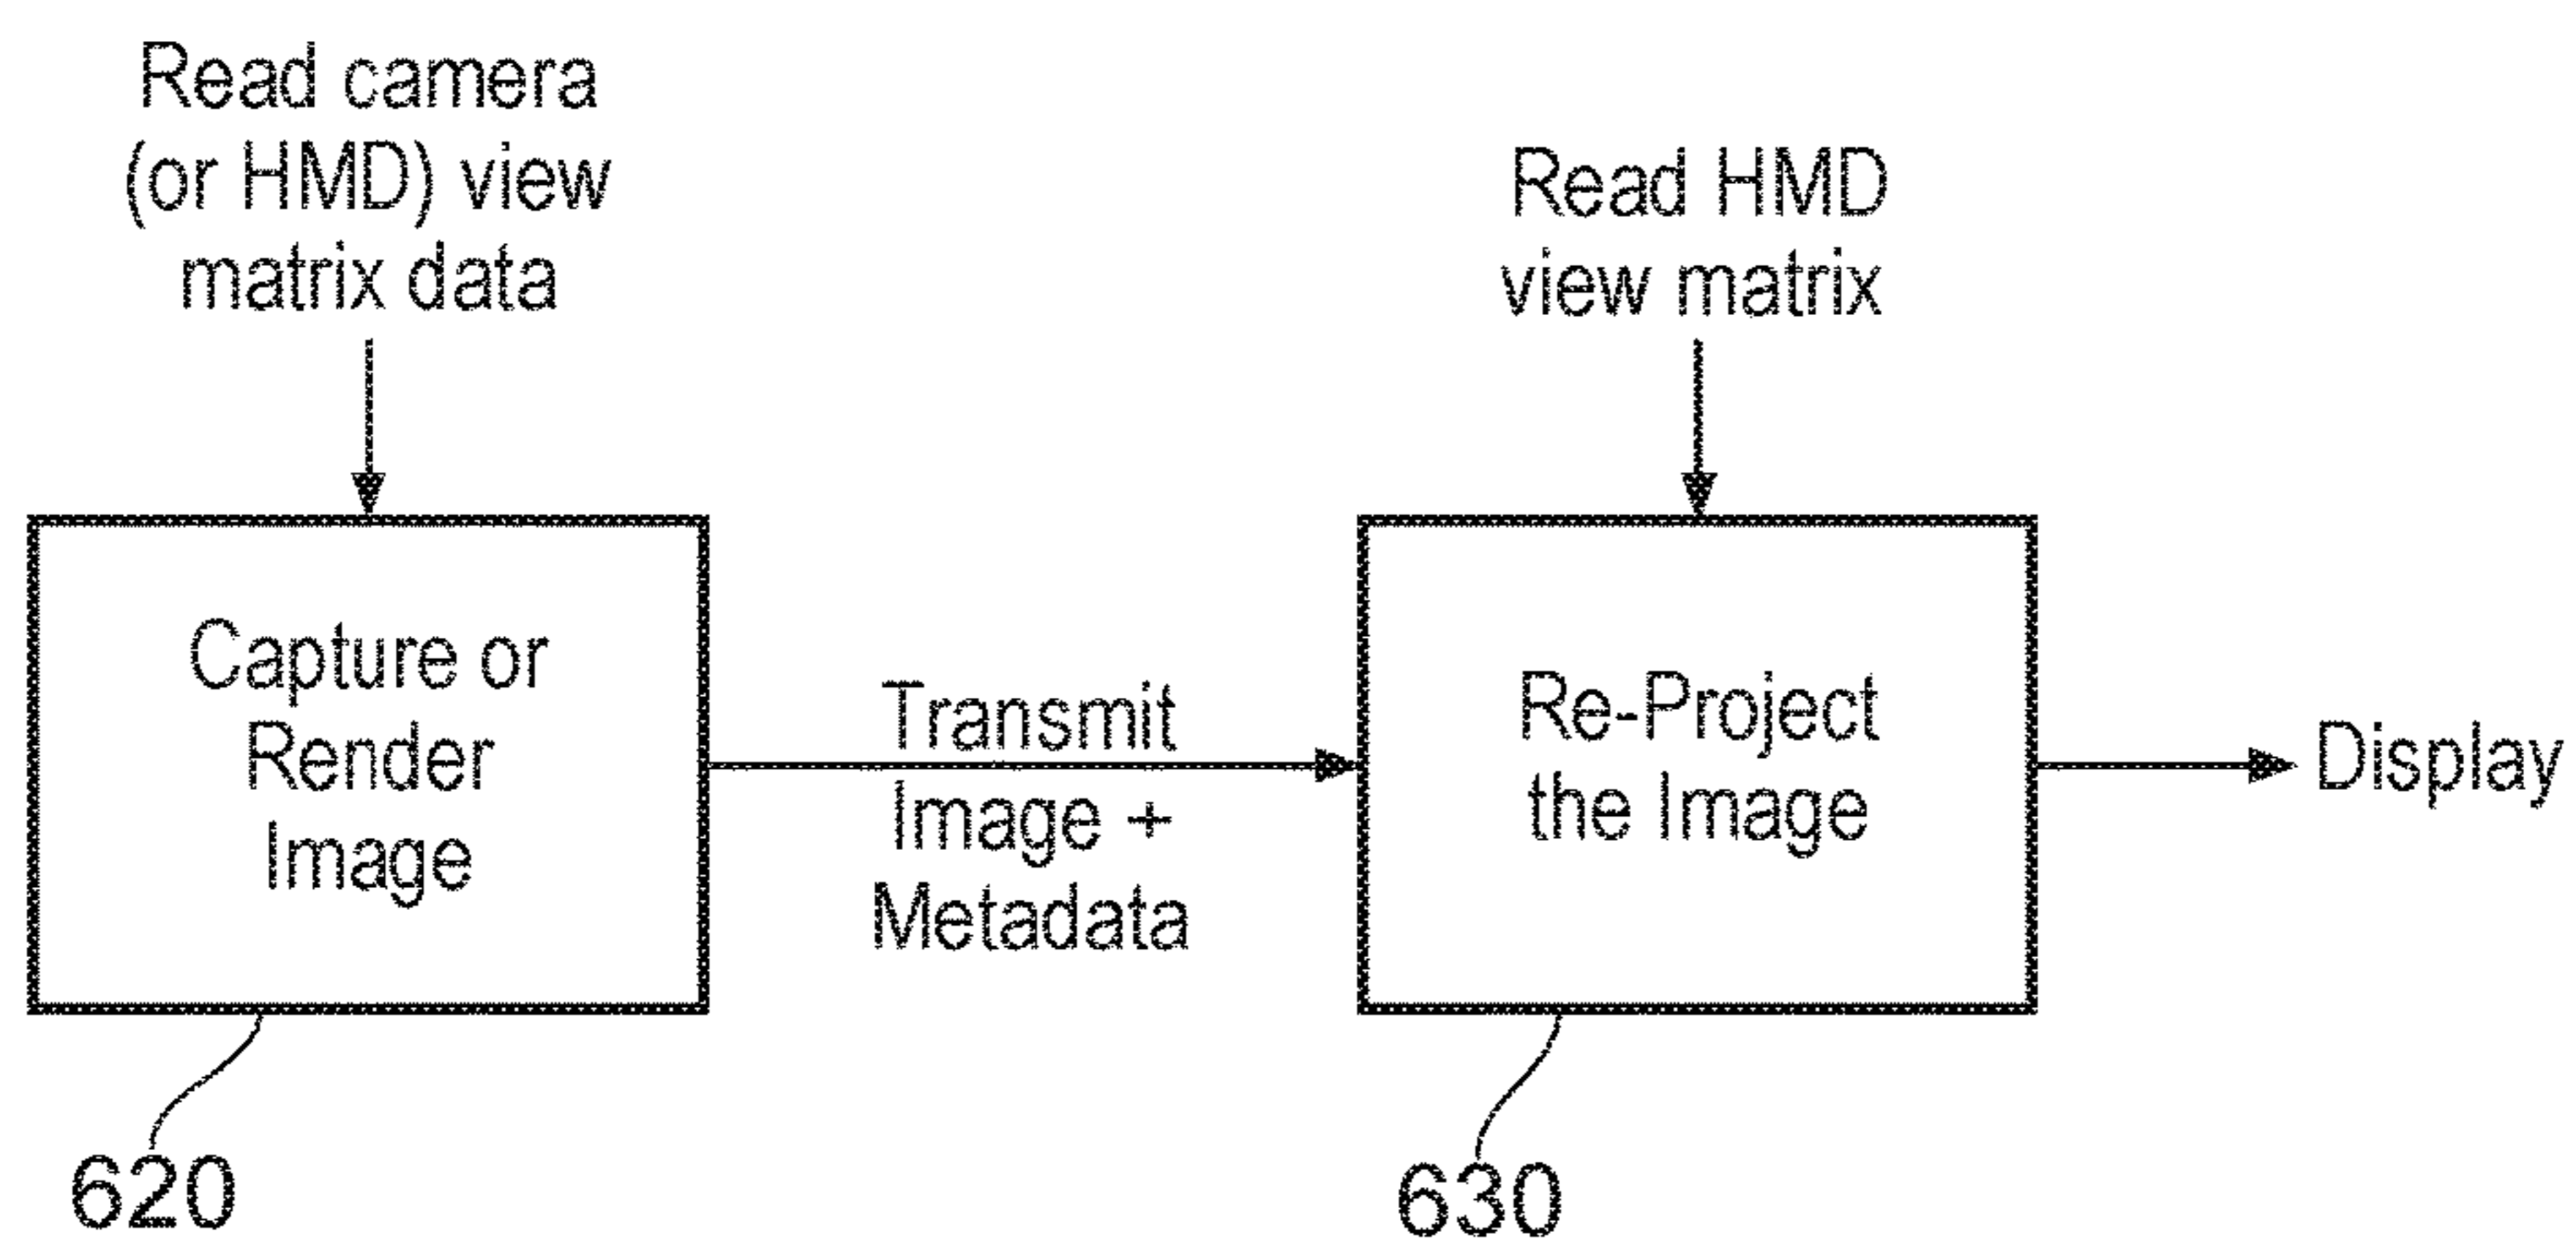 Read camera
(or HMD) view
matrix data
Read HMD
view matrix
Capture or
Render
Image
Transmit
Image +
Metadata
Re-Project
the Image
Display
620
630